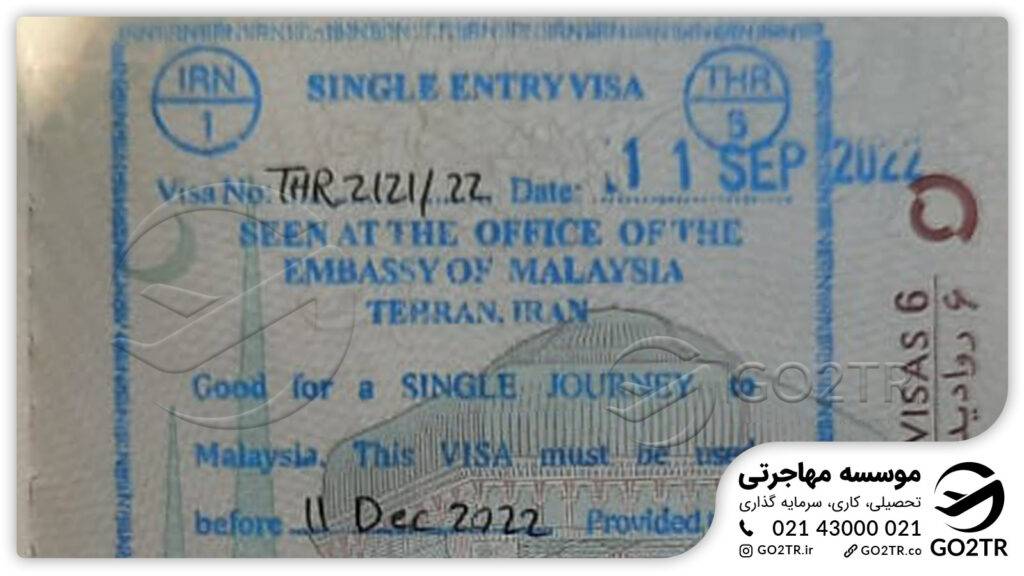 IRN
1
SINGLE ENTRY VISA
THR
Visa No: THR 2121/22 Date: 11 SEP 2022
SEEN AT THE OFFICE OF THE
EMBASSY OF MALAYSIA
TEHRAN, IRAN
Good for a SINGLE JOURNEY to
Malaysia. This VISA must be used
before 11 Dec 2022 Provided
VISAS 6
GO2TR
موسسه مهاجرتی
تحصیلی، کاری، سرمایه گذاری
021 43000 021
GO2TR.ir GO2TR.co
GO2TR